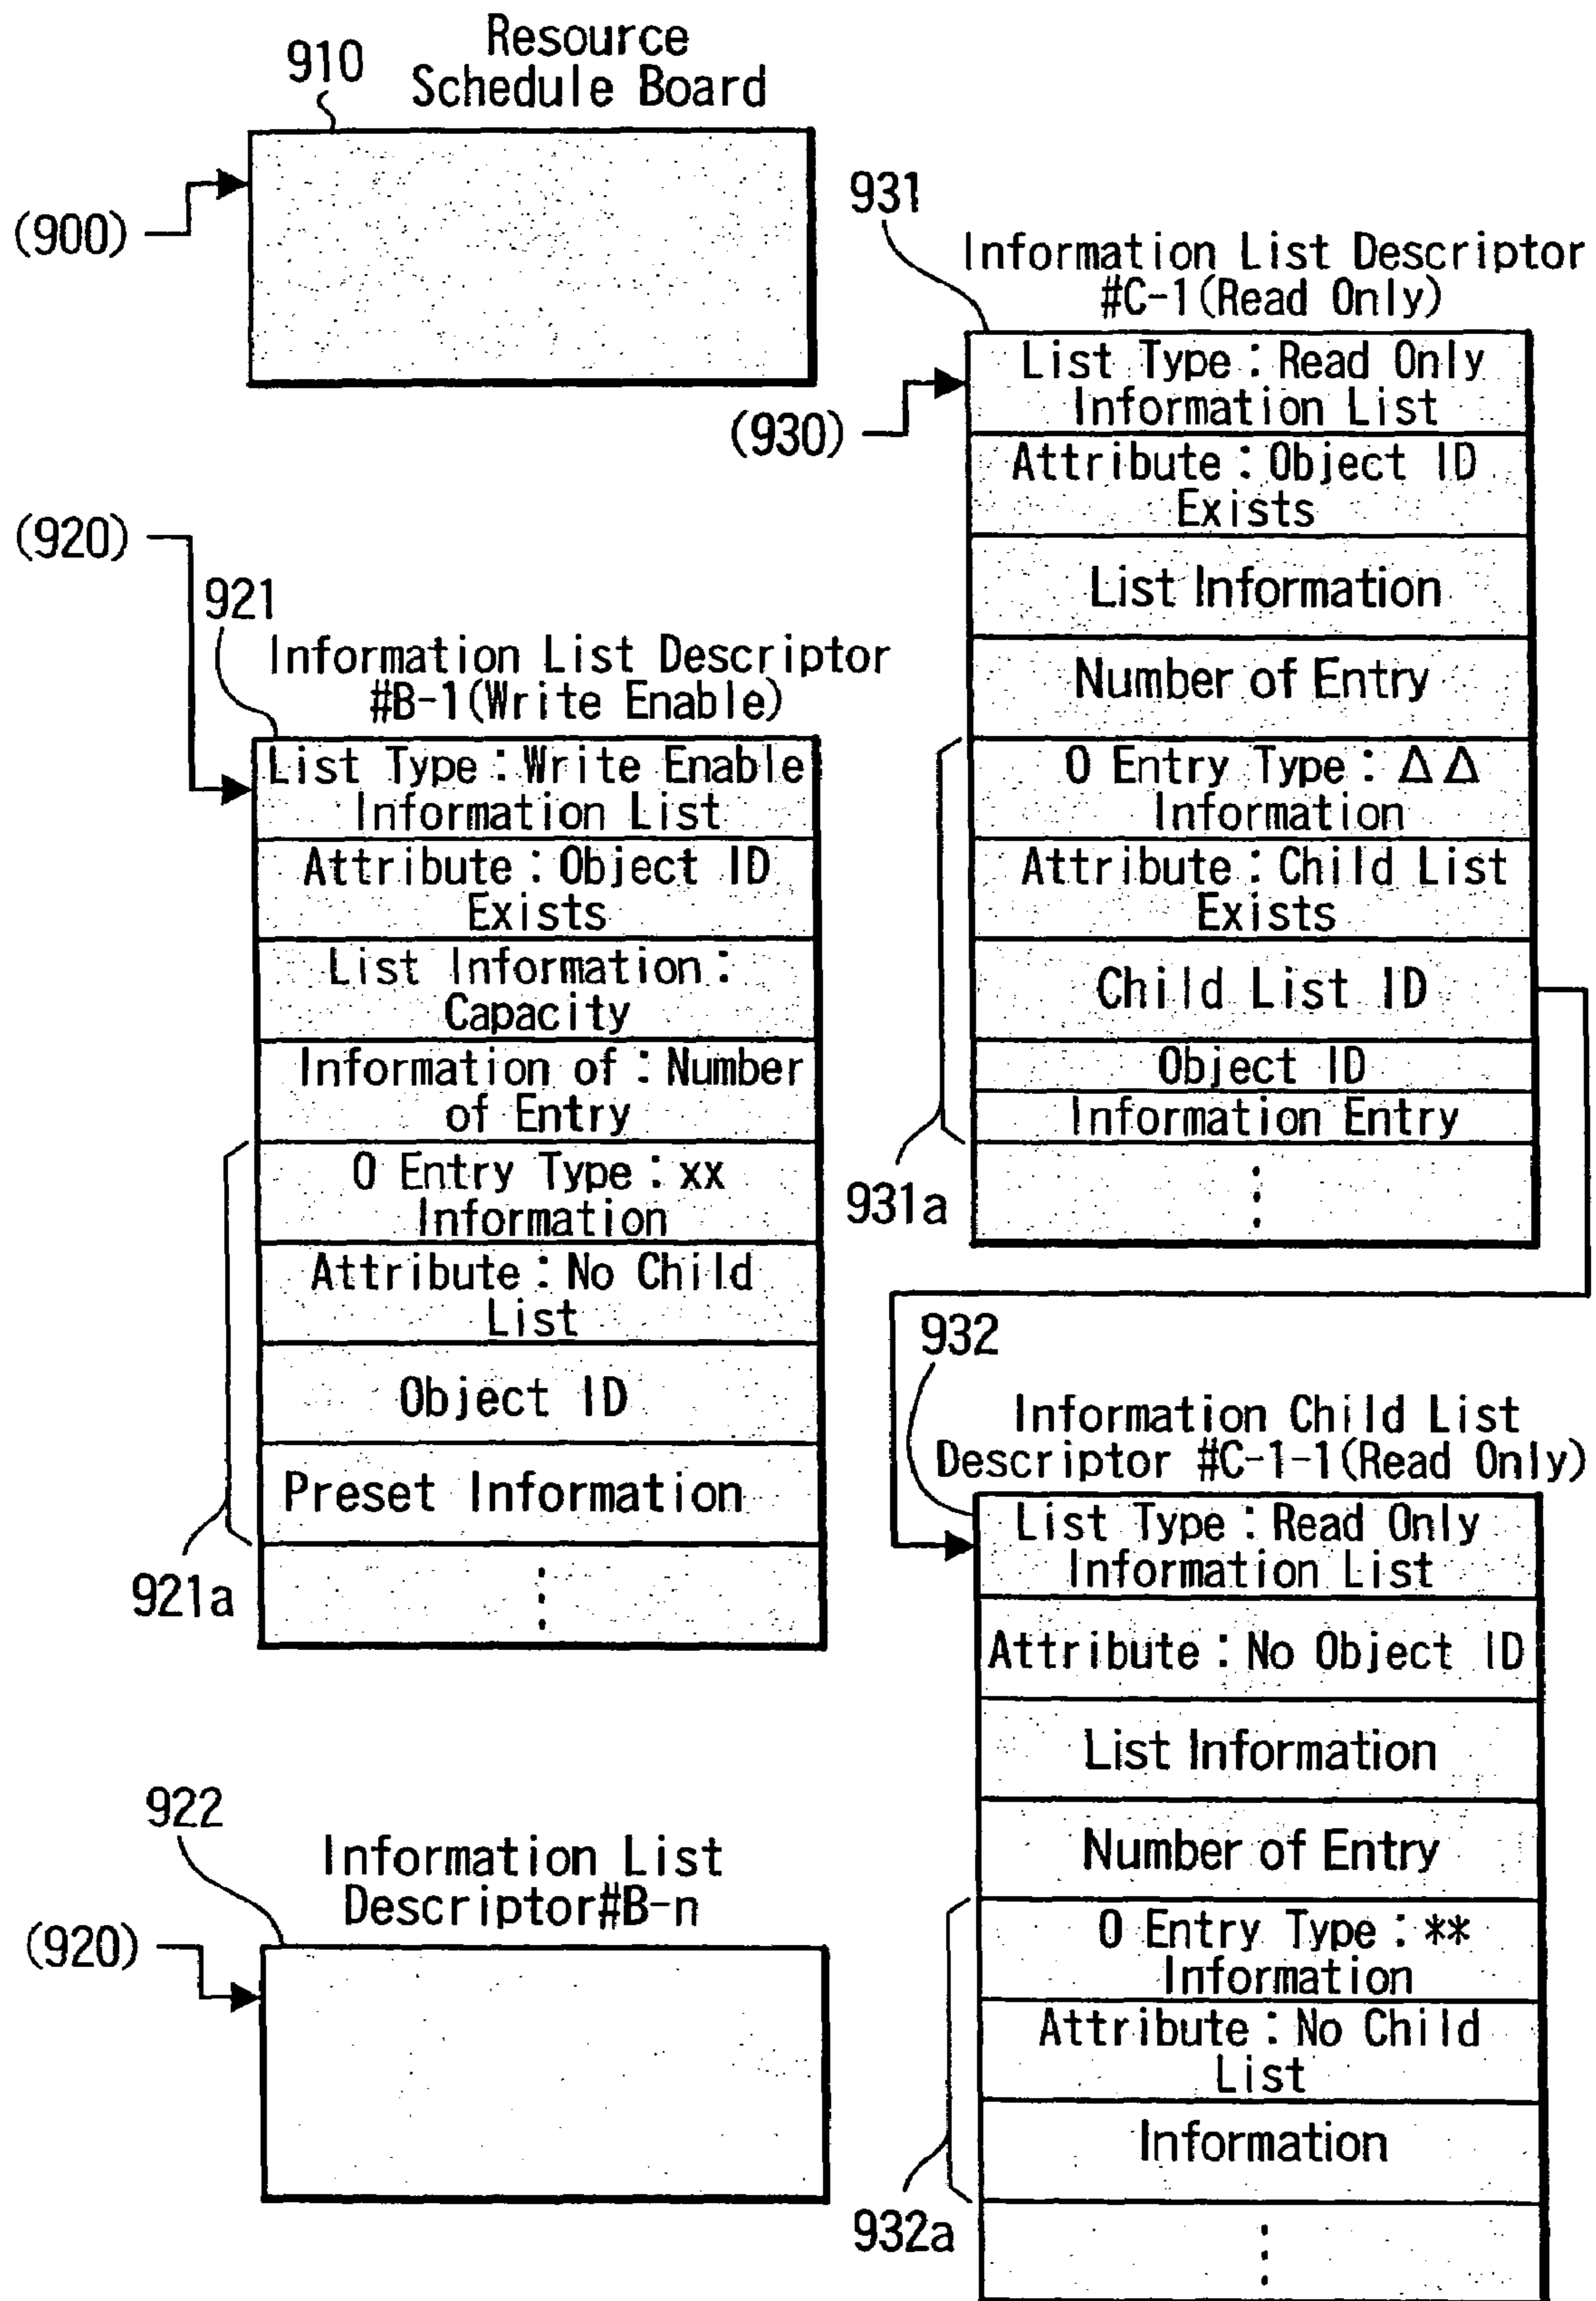 910
Resource
Schedule Board
(900)
(920)
921
Information List Descriptor
#B-1(Write Enable)
List Type : Write Enable
Information List
Attribute : Object ID
Exists
List Information :
Capacity
Information of : Number
of Entry
0 Entry Type : xx
Information
Attribute : No Child
List
Object ID
Preset Information
⋮
921a
922
Information List
Descriptor#B-n
(920)
931
Information List Descriptor
#C-1(Read Only)
(930)
List Type : Read Only
Information List
Attribute : Object ID
Exists
List Information
Number of Entry
0 Entry Type : ΔΔ
Information
Attribute : Child List
Exists
Child List ID
Object ID
Information Entry
⋮
931a
932
Information Child List
Descriptor #C-1-1(Read Only)
List Type : Read Only
Information List
Attribute : No Object ID
List Information
Number of Entry
0 Entry Type : **
Information
Attribute : No Child
List
Information
⋮
932a